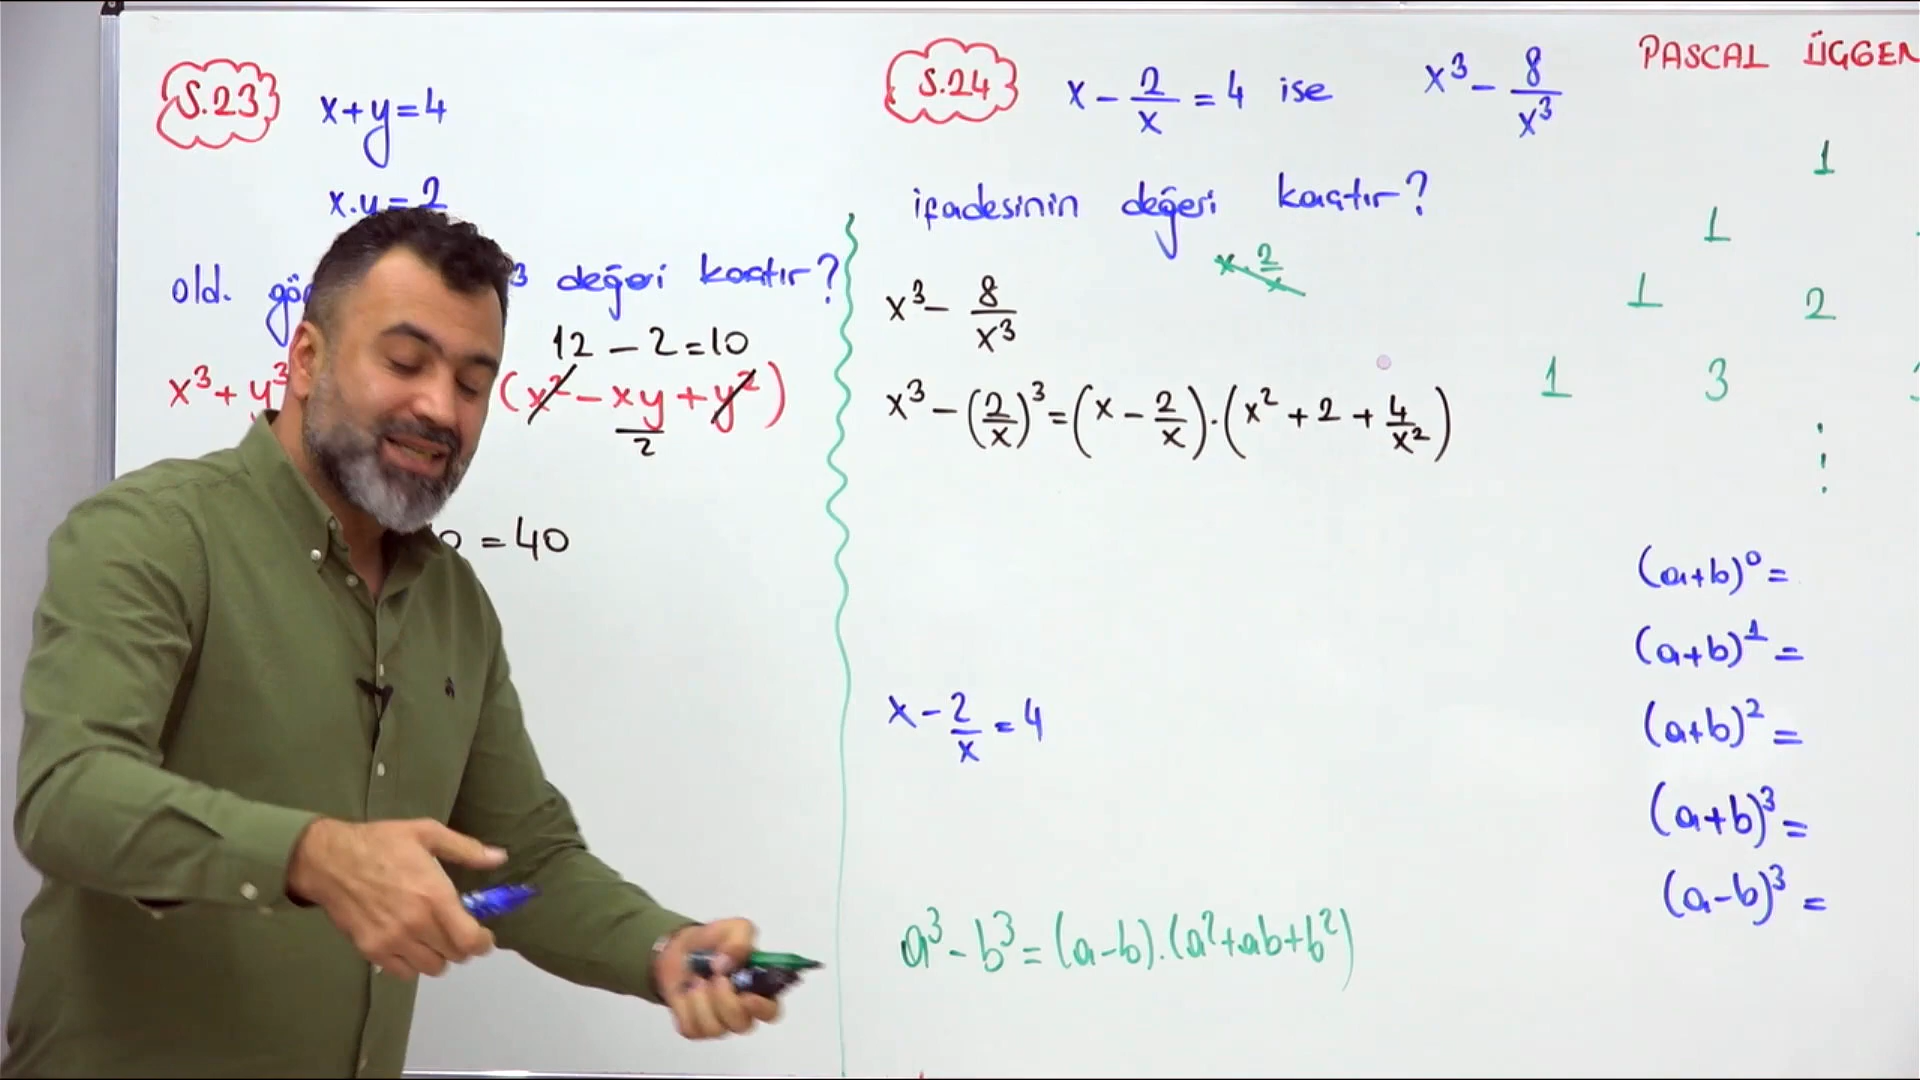 S.23
x+y=4
x.y=2
old. 3 değeri kaçtır?
12 - 2 = 10
x³ + y³ (x² - xy + y²)
2
0 = 40
S.24
x - 2/x = 4 ise x³ - 8/x³
ifadesinin değeri kaçtır?
x . 2/x
x³ - 8/x³
x³ - (2/x)³ = (x - 2/x).(x² + 2 + 4/x²)
x - 2/x = 4
a³ - b³ = (a-b).(a²+ab+b²)
PASCAL ÜÇGEN
1
1
1 2
1 3
(a+b)⁰ =
(a+b)¹ =
(a+b)² =
(a+b)³ =
(a-b)³ =